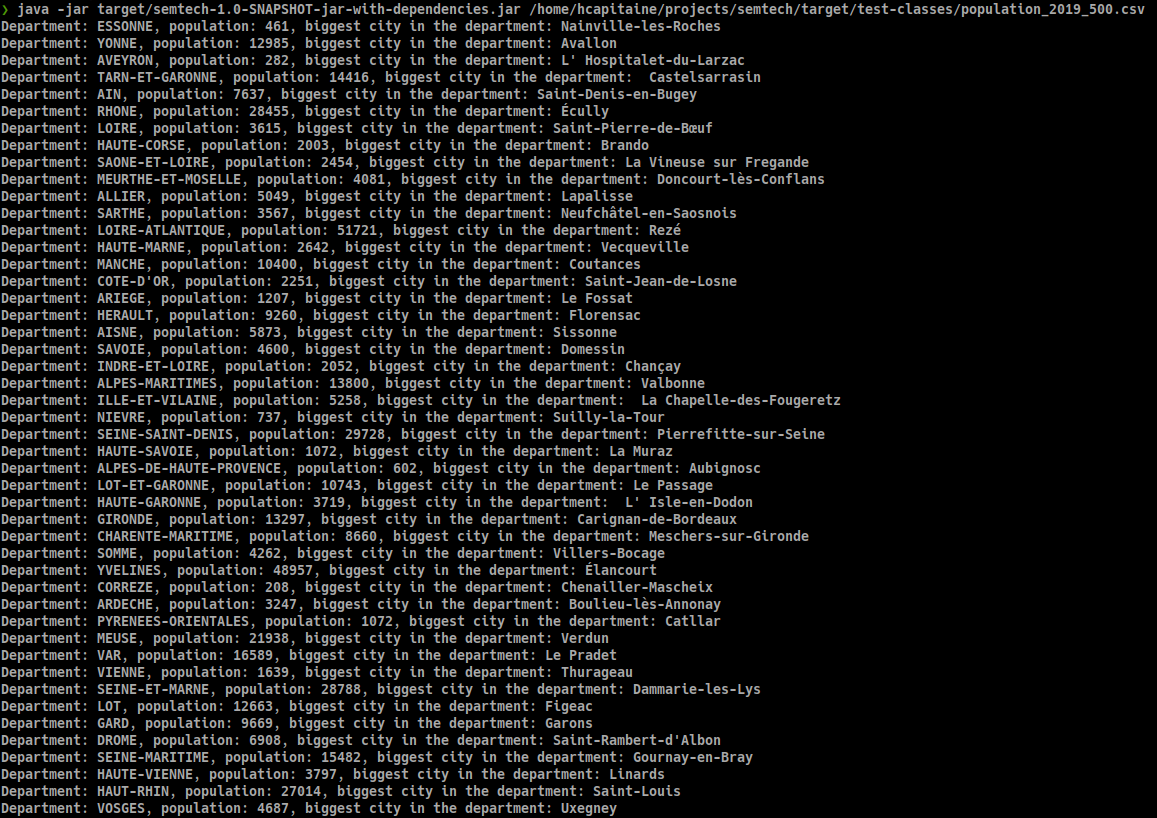 ❯ java -jar target/semtech-1.0-SNAPSHOT-jar-with-dependencies.jar /home/hcapitaine/projects/semtech/target/test-classes/population_2019_500.csv
Department: ESSONNE, population: 461, biggest city in the department: Nainville-les-Roches
Department: YONNE, population: 12985, biggest city in the department: Avallon
Department: AVEYRON, population: 282, biggest city in the department: L' Hospitalet-du-Larzac
Department: TARN-ET-GARONNE, population: 14416, biggest city in the department:  Castelsarrasin
Department: AIN, population: 7637, biggest city in the department: Saint-Denis-en-Bugey
Department: RHONE, population: 28455, biggest city in the department: Écully
Department: LOIRE, population: 3615, biggest city in the department: Saint-Pierre-de-Bœuf
Department: HAUTE-CORSE, population: 2003, biggest city in the department: Brando
Department: SAONE-ET-LOIRE, population: 2454, biggest city in the department: La Vineuse sur Fregande
Department: MEURTHE-ET-MOSELLE, population: 4081, biggest city in the department: Doncourt-lès-Conflans
Department: ALLIER, population: 5049, biggest city in the department: Lapalisse
Department: SARTHE, population: 3567, biggest city in the department: Neufchâtel-en-Saosnois
Department: LOIRE-ATLANTIQUE, population: 51721, biggest city in the department: Rezé
Department: HAUTE-MARNE, population: 2642, biggest city in the department: Vecqueville
Department: MANCHE, population: 10400, biggest city in the department: Coutances
Department: COTE-D'OR, population: 2251, biggest city in the department: Saint-Jean-de-Losne
Department: ARIEGE, population: 1207, biggest city in the department: Le Fossat
Department: HERAULT, population: 9260, biggest city in the department: Florensac
Department: AISNE, population: 5873, biggest city in the department: Sissonne
Department: SAVOIE, population: 4600, biggest city in the department: Domessin
Department: INDRE-ET-LOIRE, population: 2052, biggest city in the department: Chançay
Department: ALPES-MARITIMES, population: 13800, biggest city in the department: Valbonne
Department: ILLE-ET-VILAINE, population: 5258, biggest city in the department:  La Chapelle-des-Fougeretz
Department: NIEVRE, population: 737, biggest city in the department: Suilly-la-Tour
Department: SEINE-SAINT-DENIS, population: 29728, biggest city in the department: Pierrefitte-sur-Seine
Department: HAUTE-SAVOIE, population: 1072, biggest city in the department: La Muraz
Department: ALPES-DE-HAUTE-PROVENCE, population: 602, biggest city in the department: Aubignosc
Department: LOT-ET-GARONNE, population: 10743, biggest city in the department: Le Passage
Department: HAUTE-GARONNE, population: 3719, biggest city in the department:  L' Isle-en-Dodon
Department: GIRONDE, population: 13297, biggest city in the department: Carignan-de-Bordeaux
Department: CHARENTE-MARITIME, population: 8660, biggest city in the department: Meschers-sur-Gironde
Department: SOMME, population: 4262, biggest city in the department: Villers-Bocage
Department: YVELINES, population: 48957, biggest city in the department: Élancourt
Department: CORREZE, population: 208, biggest city in the department: Chenailler-Mascheix
Department: ARDECHE, population: 3247, biggest city in the department: Boulieu-lès-Annonay
Department: PYRENEES-ORIENTALES, population: 1072, biggest city in the department: Catllar
Department: MEUSE, population: 21938, biggest city in the department: Verdun
Department: VAR, population: 16589, biggest city in the department: Le Pradet
Department: VIENNE, population: 1639, biggest city in the department: Thurageau
Department: SEINE-ET-MARNE, population: 28788, biggest city in the department: Dammarie-les-Lys
Department: LOT, population: 12663, biggest city in the department: Figeac
Department: GARD, population: 9669, biggest city in the department: Garons
Department: DROME, population: 6908, biggest city in the department: Saint-Rambert-d'Albon
Department: SEINE-MARITIME, population: 15482, biggest city in the department: Gournay-en-Bray
Department: HAUTE-VIENNE, population: 3797, biggest city in the department: Linards
Department: HAUT-RHIN, population: 27014, biggest city in the department: Saint-Louis
Department: VOSGES, population: 4687, biggest city in the department: Uxegney